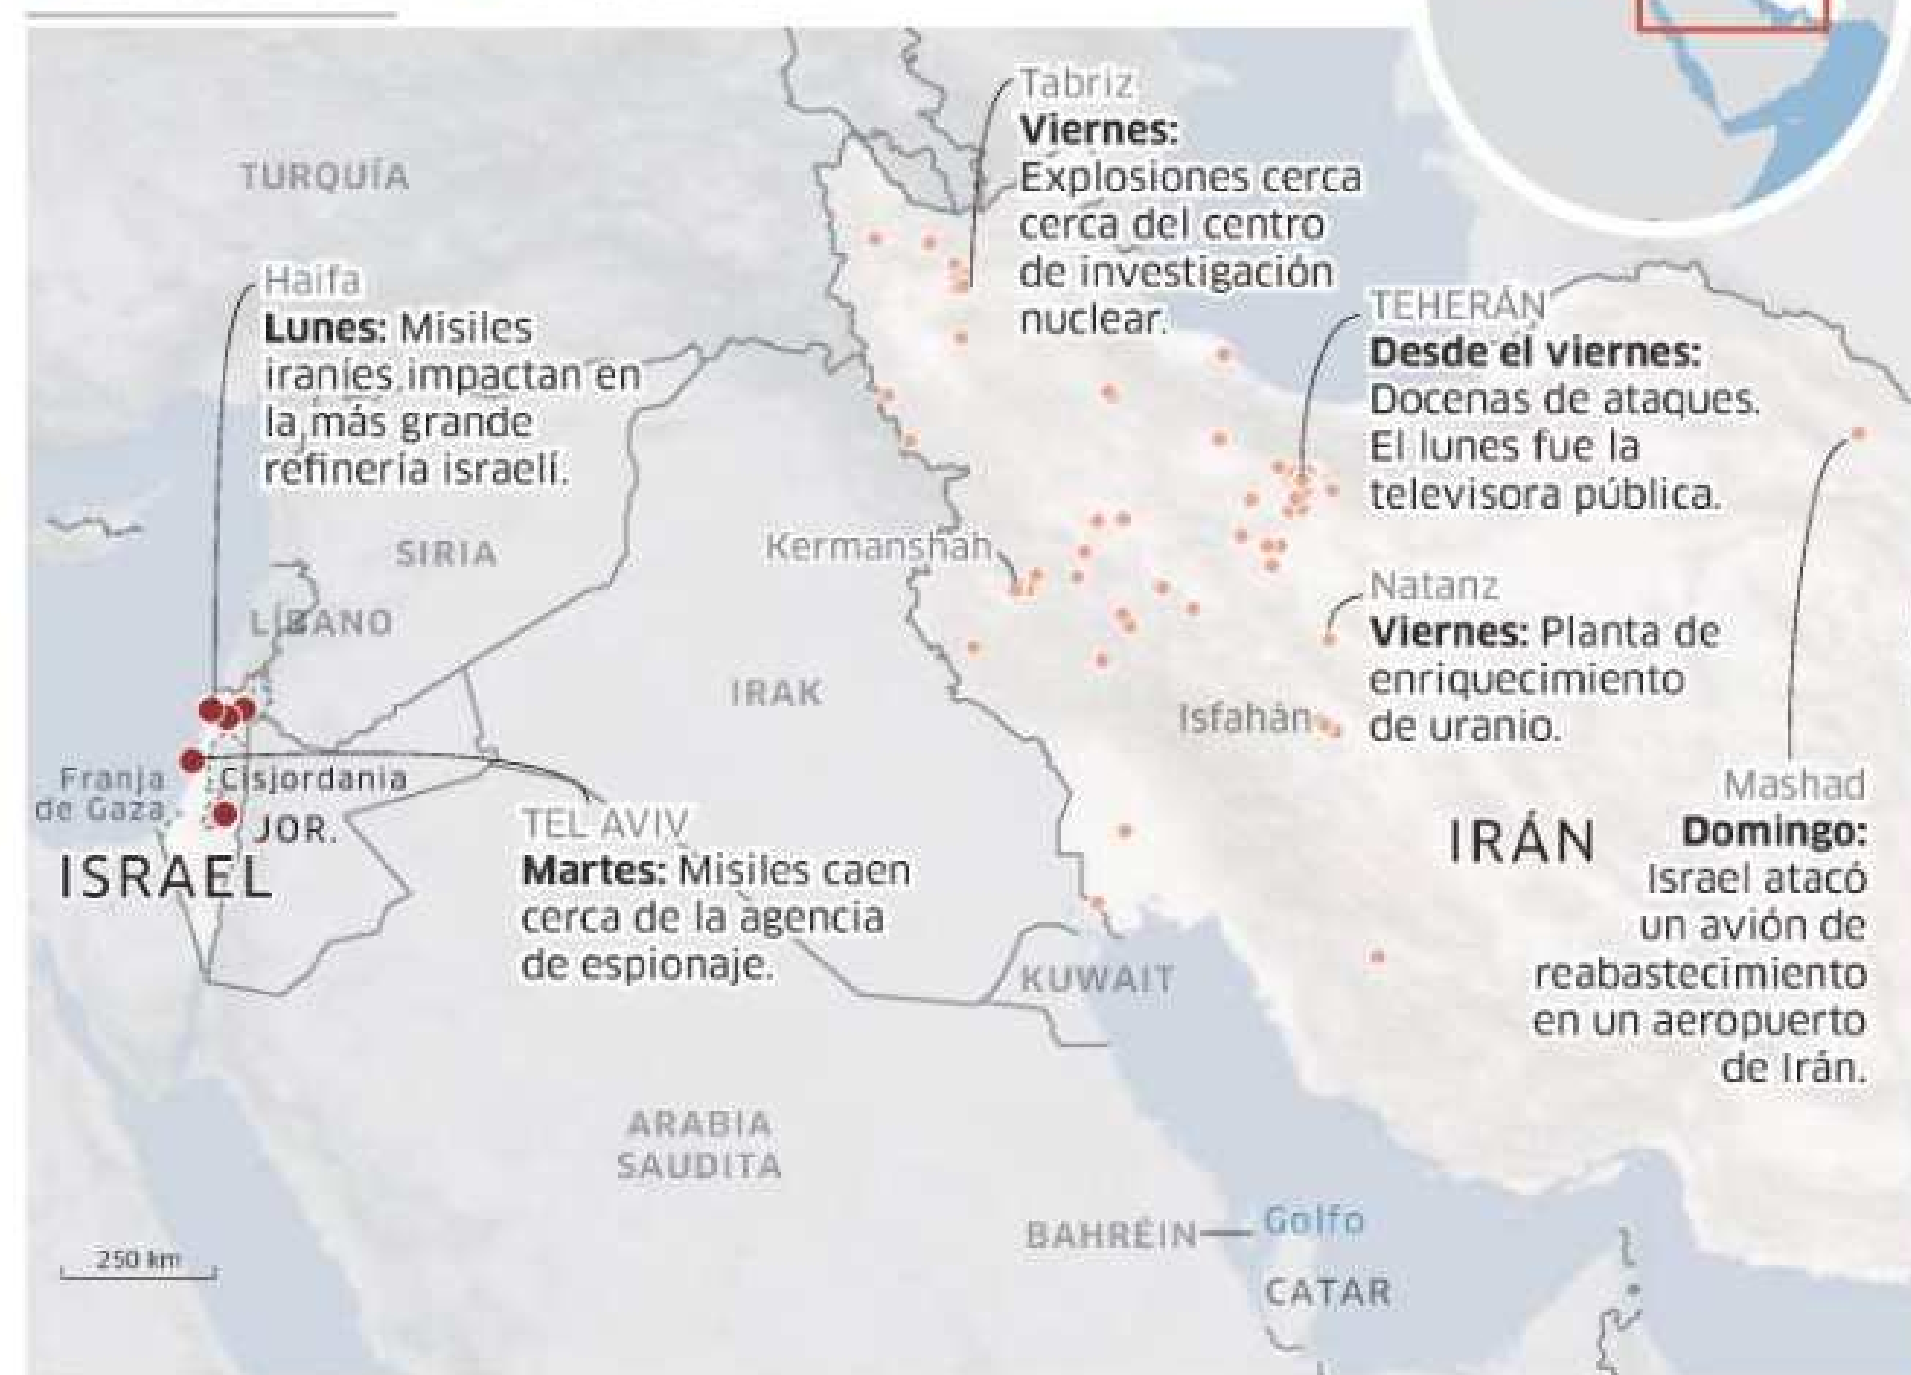 Tabriz
Viernes:
Explosiones cerca
cerca del centro
de investigación
nuclear.
TURQUÍA
Haifa
Lunes: Misiles
iraníes impactan en
la más grande
refinería israelí.
TEHERÁN
Desde el viernes:
Docenas de ataques.
El lunes fue la
televisora pública.
SIRIA
Kermanshah
LÍBANO
Natanz
Viernes: Planta de
enriquecimiento
de uranio.
IRAK
Isfahán
Franja
de Gaza
Cisjordania
JOR.
ISRAEL
TEL AVIV
Martes: Misiles caen
cerca de la agencia
de espionaje.
IRÁN
Mashad
Domingo:
Israel atacó
un avión de
reabastecimiento
en un aeropuerto
de Irán.
KUWAIT
ARABIA
SAUDITA
BAHRÉIN
Golfo
CATAR
250 km